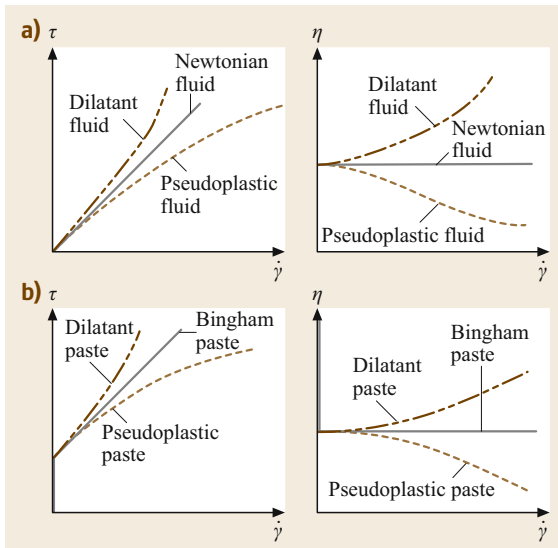 a)
τ
Newtonian
fluid
Dilatant
fluid
Pseudoplastic
fluid
γ̇
η
Dilatant
fluid
Newtonian
fluid
Pseudoplastic fluid
γ̇
b)
τ
Dilatant
paste
Bingham
paste
Pseudoplastic
paste
γ̇
η
Bingham
paste
Dilatant
paste
Pseudoplastic paste
γ̇